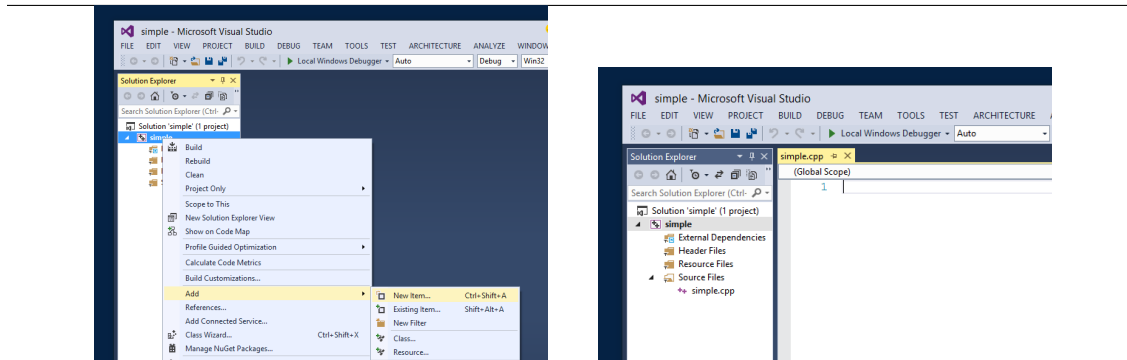 simple - Microsoft Visual Studio
FILE EDIT VIEW PROJECT BUILD DEBUG TEAM TOOLS TEST ARCHITECTURE ANALYZE WINDOW
Local Windows Debugger Auto Debug Win32
Solution Explorer
Search Solution Explorer (Ctrl-
Solution 'simple' (1 project)
simple
Build
Rebuild
Clean
Project Only
Scope to This
New Solution Explorer View
Show on Code Map
Profile Guided Optimization
Calculate Code Metrics
Build Customizations...
Add
References...
Add Connected Service...
Class Wizard... Ctrl+Shift+X
Manage NuGet Packages...
New Item... Ctrl+Shift+A
Existing Item... Shift+Alt+A
New Filter
Class...
Resource...
simple - Microsoft Visual Studio
FILE EDIT VIEW PROJECT BUILD DEBUG TEAM TOOLS TEST ARCHITECTURE
Local Windows Debugger Auto
Solution Explorer
Search Solution Explorer (Ctrl-
Solution 'simple' (1 project)
simple
External Dependencies
Header Files
Resource Files
Source Files
simple.cpp
simple.cpp
(Global Scope)
1